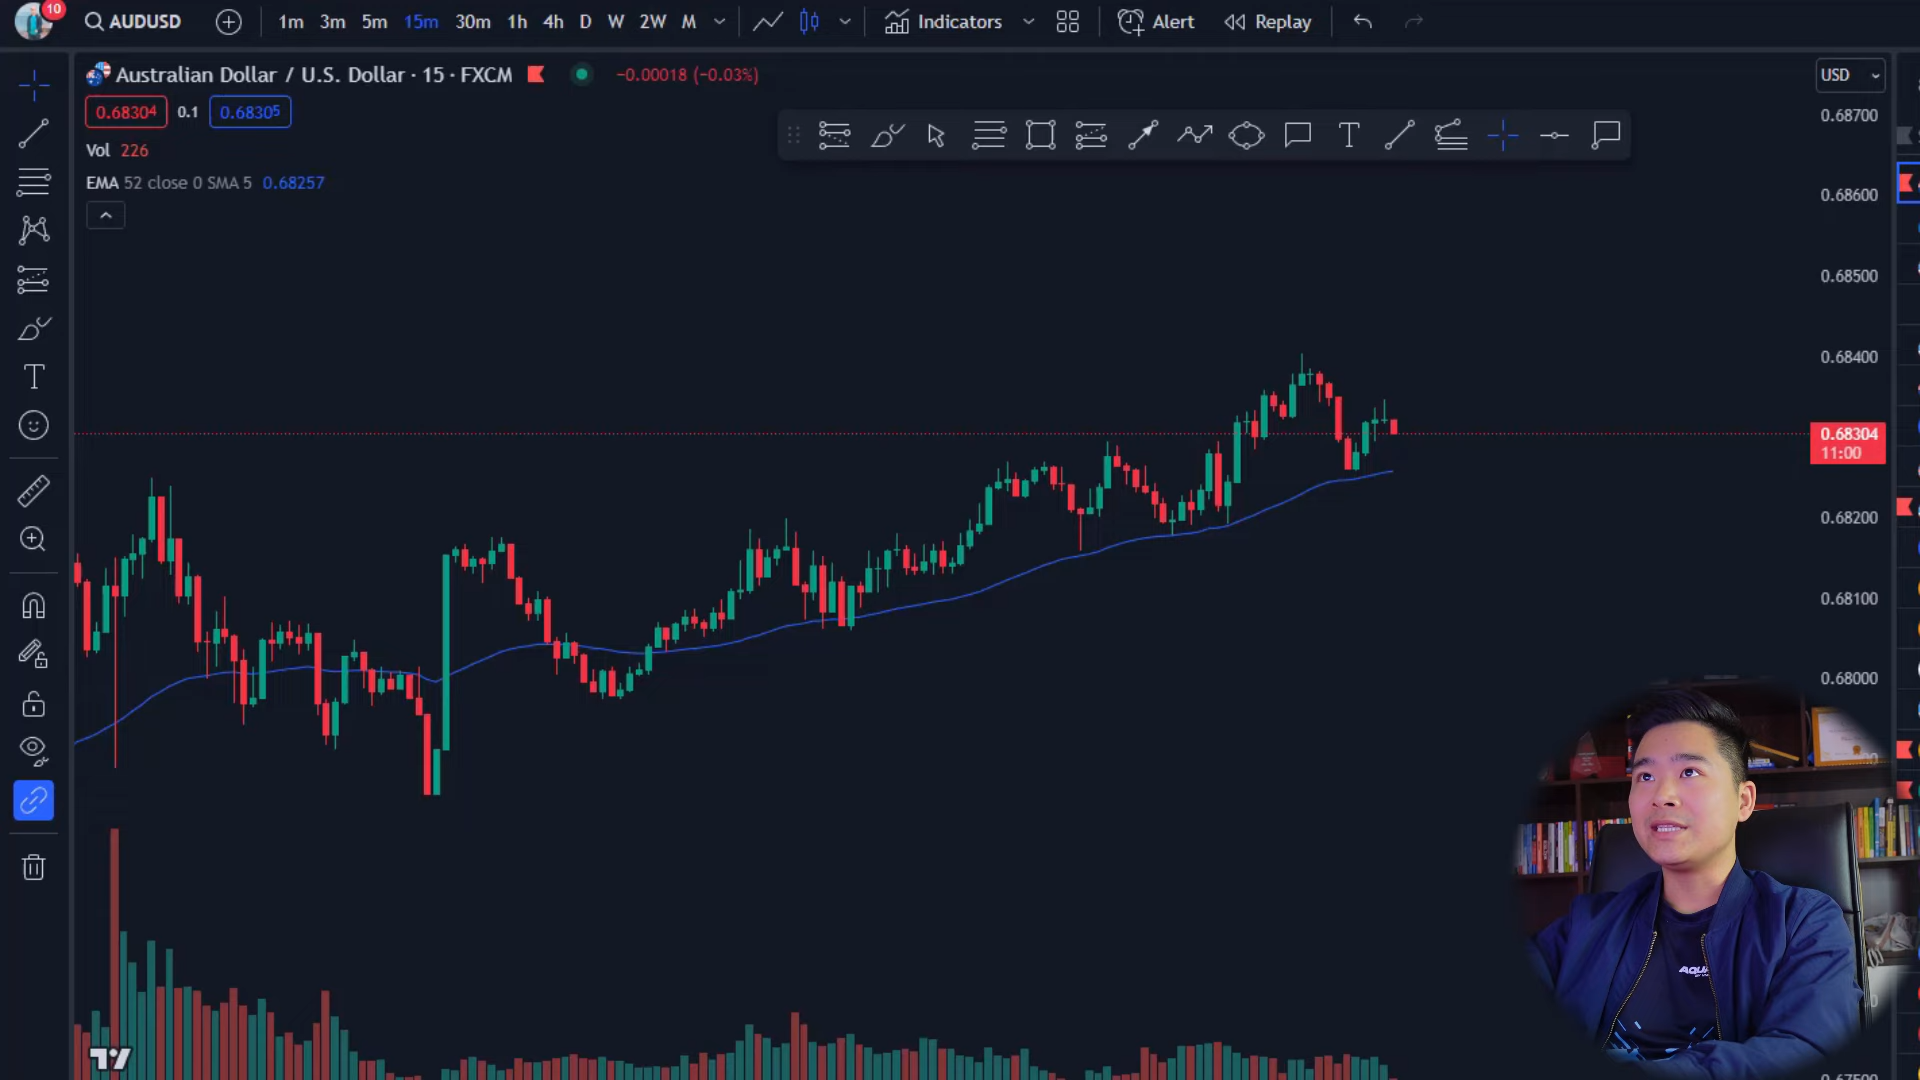 10
AUDUSD
1m 3m 5m 15m 30m 1h 4h D W 2W M
Indicators
Alert
Replay
Australian Dollar / U.S. Dollar · 15 · FXCM
−0.00018 (−0.03%)
USD
0.68304 0.1 0.68305
Vol 226
EMA 52 close 0 SMA 5 0.68257
0.68700
0.68600
0.68500
0.68400
0.68304
11:00
0.68200
0.68100
0.68000